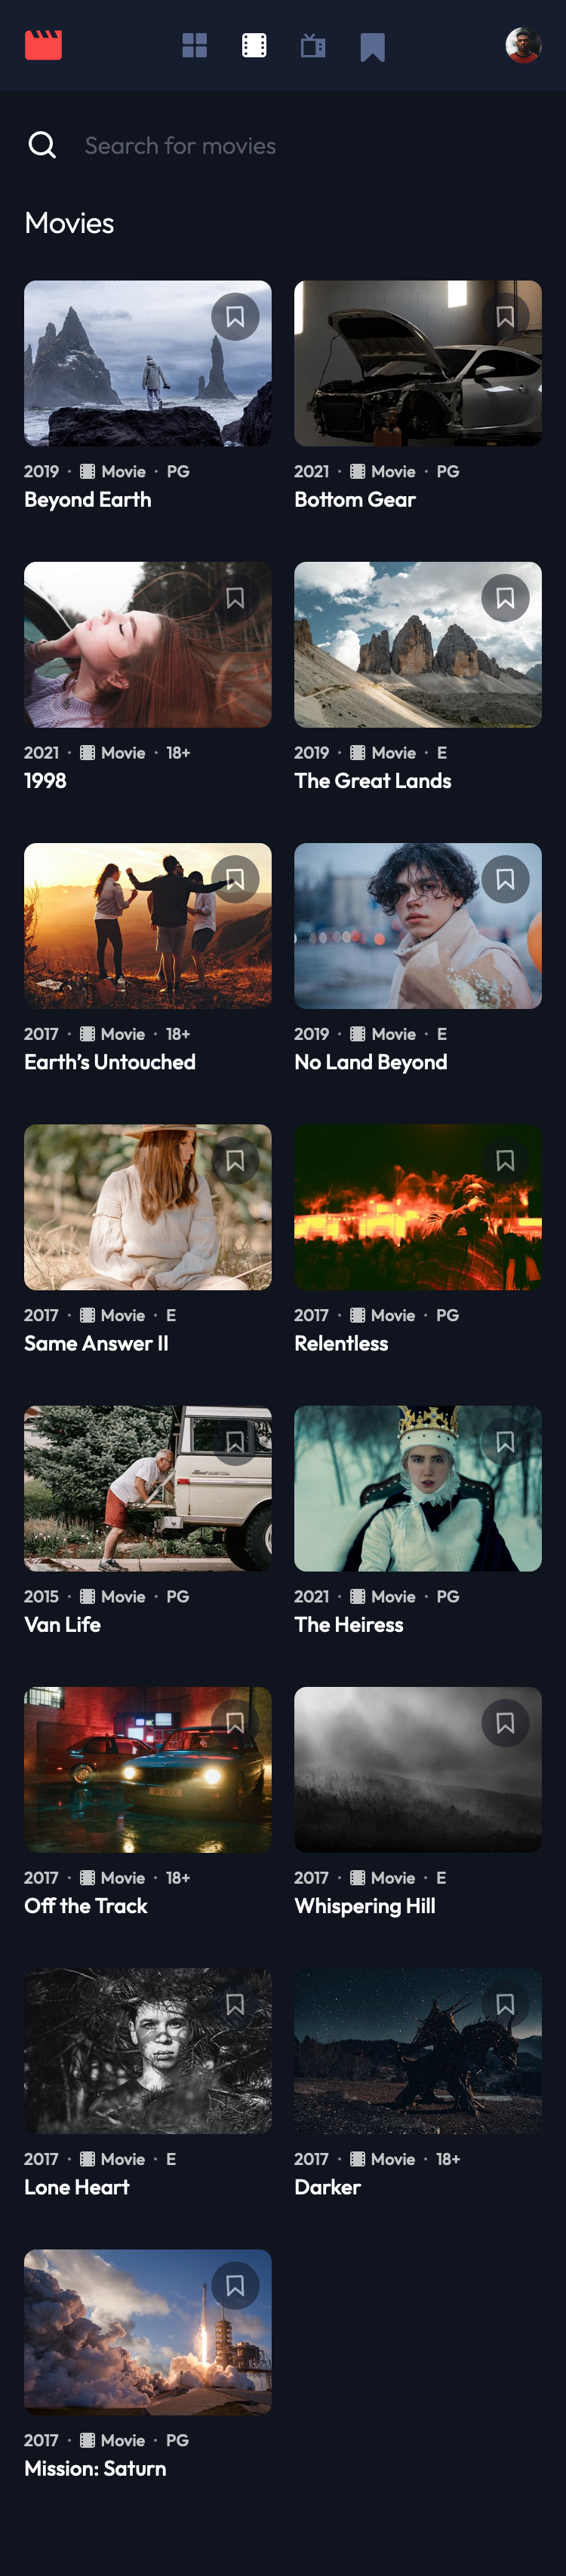 Search for movies
Movies
2019 · Movie · PG
Beyond Earth
2021 · Movie · PG
Bottom Gear
2021 · Movie · 18+
1998
2019 · Movie · E
The Great Lands
2017 · Movie · 18+
Earth’s Untouched
2019 · Movie · E
No Land Beyond
2017 · Movie · E
Same Answer II
2017 · Movie · PG
Relentless
2015 · Movie · PG
Van Life
2021 · Movie · PG
The Heiress
2017 · Movie · 18+
Off the Track
2017 · Movie · E
Whispering Hill
2017 · Movie · E
Lone Heart
2017 · Movie · 18+
Darker
2017 · Movie · PG
Mission: Saturn